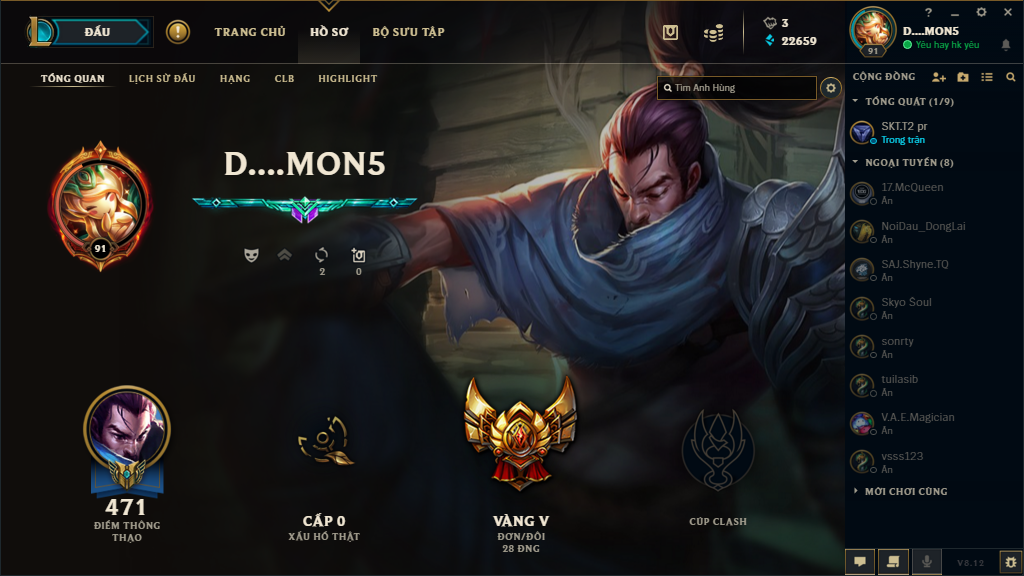 ĐẤU
TRANG CHỦ
HỒ SƠ
BỘ SƯU TẬP
3
22659
?
D....MON5
Yêu hay hk yêu
91
TỔNG QUAN
LỊCH SỬ ĐẤU
HẠNG
CLB
HIGHLIGHT
Tìm Anh Hùng
D....MON5
91
2
0
471
ĐIỂM THÔNG
THẠO
CẤP 0
XẤU HỔ THẬT
VÀNG V
ĐƠN/ĐÔI
28 ĐNG
CÚP CLASH
CỘNG ĐỒNG
TỔNG QUÁT (1/9)
SKT.T2 pr
Trong trận
NGOẠI TUYẾN (8)
17.McQueen
Ẩn
NoiDau_DongLai
Ẩn
SAJ.Shyne.TQ
Ẩn
Skyo Soul
Ẩn
sonrty
Ẩn
tuilasib
Ẩn
V.A.E.Magician
Ẩn
vsss123
Ẩn
MỜI CHƠI CÙNG
V8.12